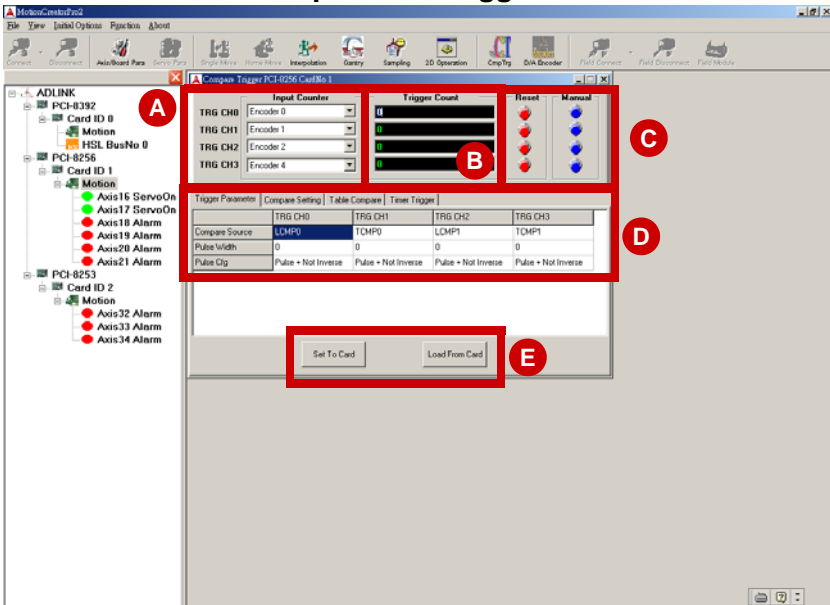 MotionCreatorPro2
File View Initial Options Function About
Connect Disconnect Axis/Board Para Servo Para Single Move Home Move Interpolation Gantry Sampling 2D Operation CmpTrg D/A Encoder Field Connect Field Disconnect Field Module
ADLINK
PCI-8392
Card ID 0
Motion
HSL BusNo 0
PCI-8256
Card ID 1
Motion
Axis16 ServoOn
Axis17 ServoOn
Axis18 Alarm
Axis19 Alarm
Axis20 Alarm
Axis21 Alarm
PCI-8253
Card ID 2
Motion
Axis32 Alarm
Axis33 Alarm
Axis34 Alarm
Compare Trigger PCI-8256 CardNo 1
Input Counter Trigger Count Reset Manual
TRG CH0 Encoder 0 0
TRG CH1 Encoder 1 0
TRG CH2 Encoder 2 0
TRG CH3 Encoder 4 0
A
B
C
Trigger Parameter Compare Setting Table Compare Timer Trigger
TRG CH0 TRG CH1 TRG CH2 TRG CH3
Compare Source LCMP0 TCMP0 LCMP1 TCMP1
Pulse Width 0 0 0 0
Pulse Cfg Pulse + Not Inverse Pulse + Not Inverse Pulse + Not Inverse Pulse + Not Inverse
D
Set To Card Load From Card
E